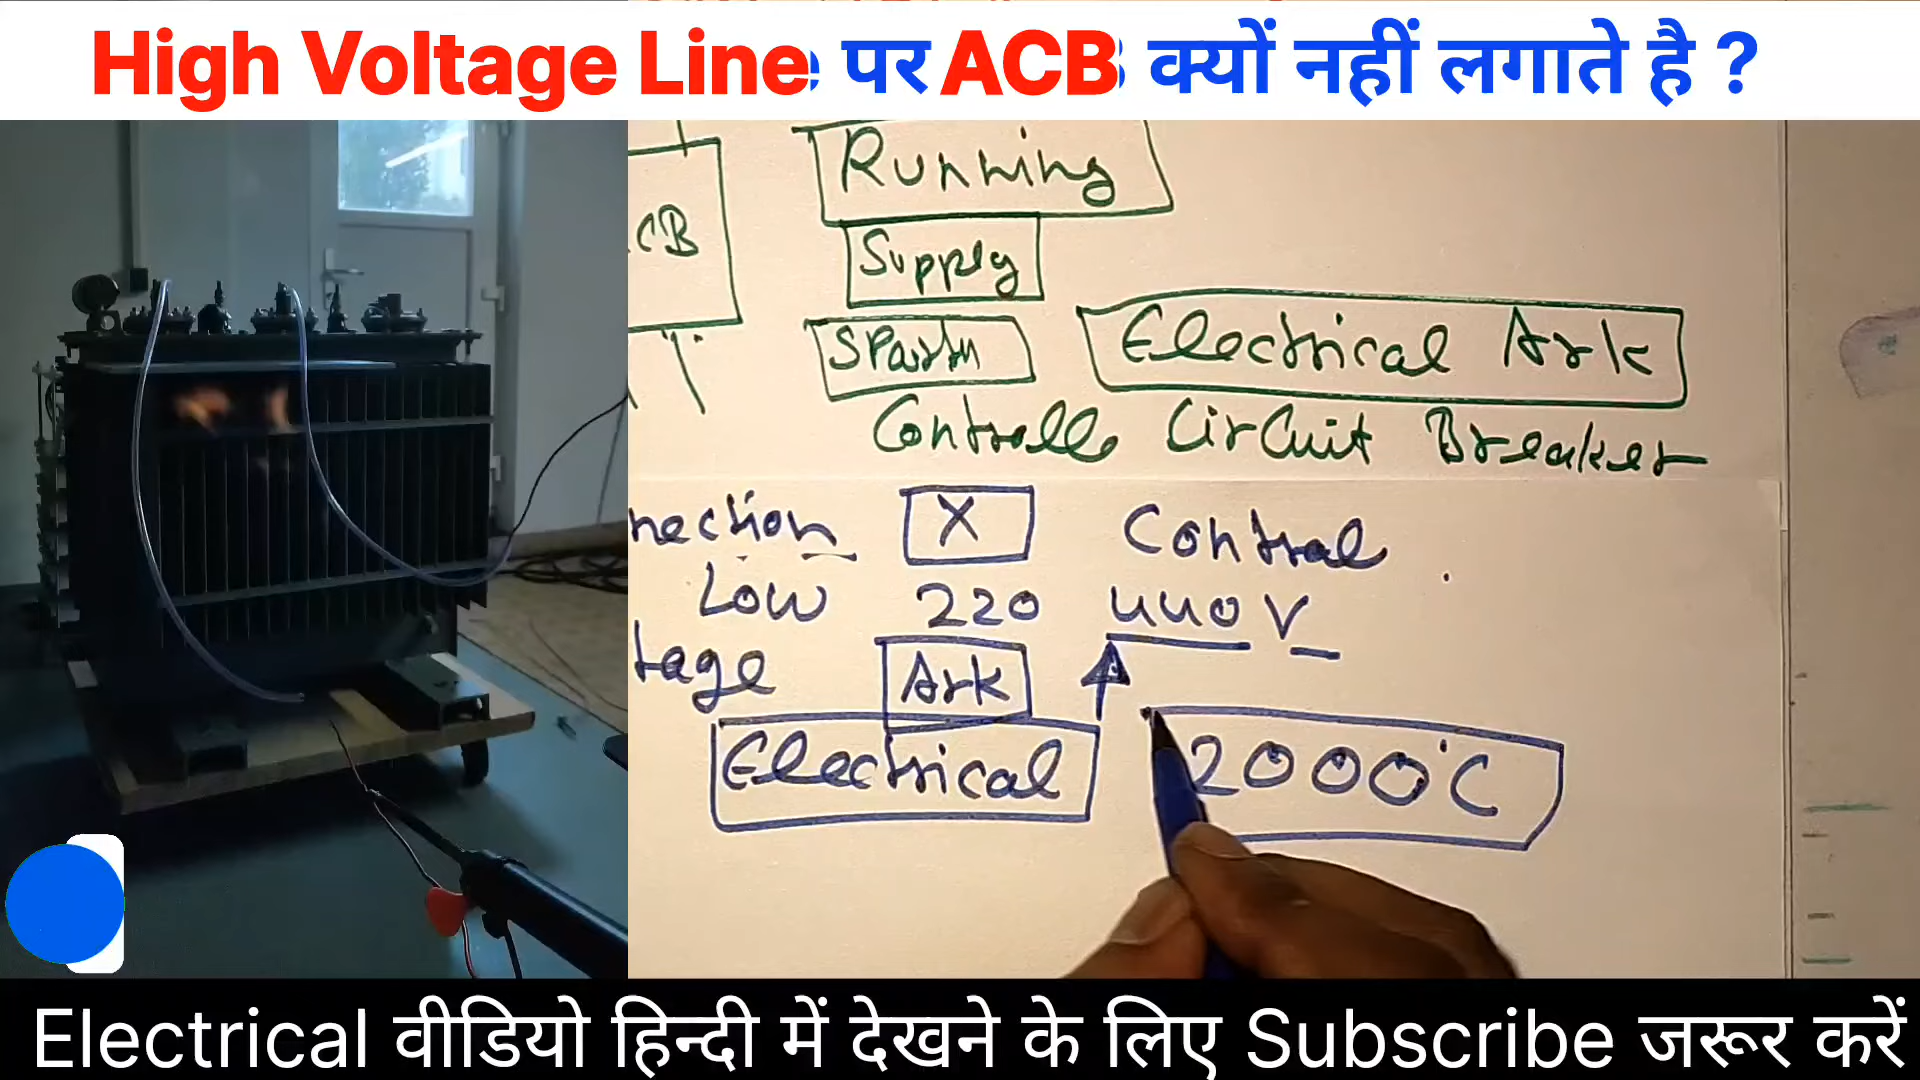 High Voltage Line पर ACB क्यों नहीं लगाते है ?
Running
CB
Supply
Electrical Ark
Controlle Circuit Breaker
nection X Control
Low 220 440 V
tage Ark
Electrical 2000°C
Electrical वीडियो हिन्दी में देखने के लिए Subscribe जरूर करें